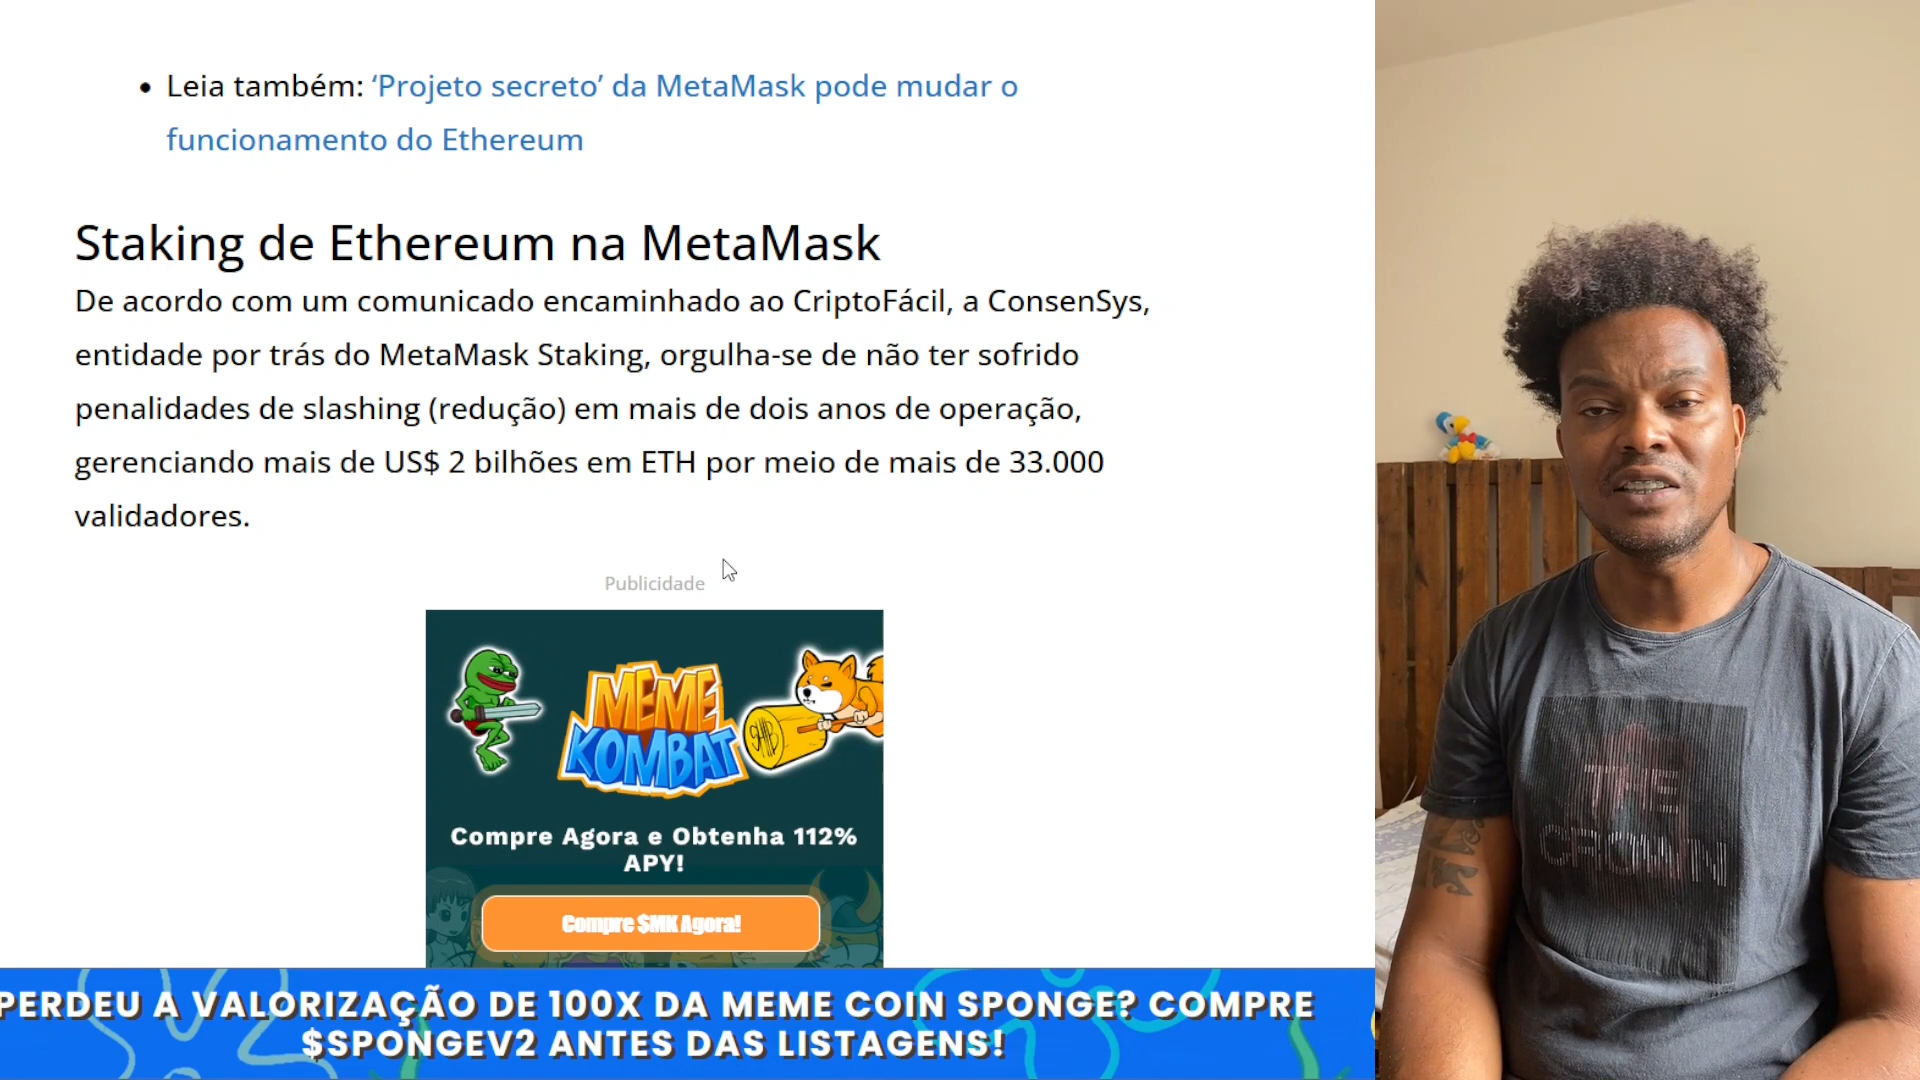 Leia também: ‘Projeto secreto’ da MetaMask pode mudar o
funcionamento do Ethereum
Staking de Ethereum na MetaMask
De acordo com um comunicado encaminhado ao CriptoFácil, a ConsenSys,
entidade por trás do MetaMask Staking, orgulha-se de não ter sofrido
penalidades de slashing (redução) em mais de dois anos de operação,
gerenciando mais de US$ 2 bilhões em ETH por meio de mais de 33.000
validadores.
Publicidade
MEME
KOMBAT
SHIB
Compre Agora e Obtenha 112%
APY!
Compre $MK Agora!
PERDEU A VALORIZAÇÃO DE 100X DA MEME COIN SPONGE? COMPRE
$SPONGEV2 ANTES DAS LISTAGENS!
THE
CROWN